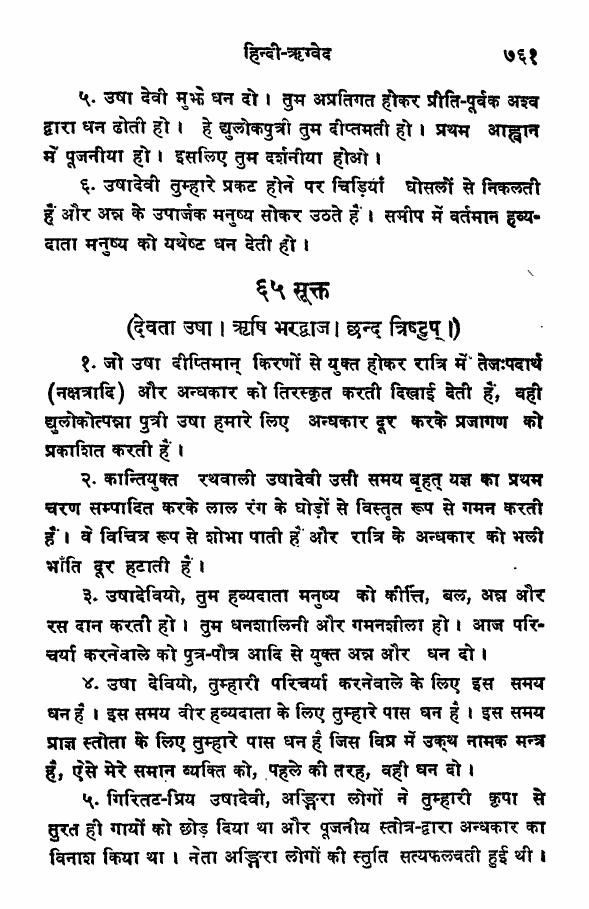 हिन्दी-ऋग्वेद ७६१
५. उषा देवी मुझे धन दो। तुम अप्रतिगत होकर प्रीति-पूर्वक अश्व
द्वारा धन ढोती हो। हे द्युलोकपुत्री तुम दीप्तमती हो। प्रथम आह्वान
में पूजनीया हो। इसलिए तुम दर्शनीया होओ।
६. उषादेवी तुम्हारे प्रकट होने पर चिड़ियाँ घोसलों से निकलती
हैं और अन्न के उपार्जक मनुष्य सोकर उठते हैं। समीप में वर्तमान हव्य-
दाता मनुष्य को यथेष्ट धन देती हो।
६५ सूक्त
(देवता उषा। ऋषि भरद्वाज। छन्द त्रिष्टुप्।)
१. जो उषा दीप्तिमान् किरणों से युक्त होकर रात्रि में तेजःपदार्थ
(नक्षत्रादि) और अन्धकार को तिरस्कृत करती दिखाई देती हैं, वही
द्युलोकोत्पन्ना पुत्री उषा हमारे लिए अन्धकार दूर करके प्रजागण को
प्रकाशित करती हैं।
२. कान्तियुक्त रथवाली उषादेवी उसी समय बृहत् यज्ञ का प्रथम
चरण सम्पादित करके लाल रंग के घोड़ों से विस्तृत रूप से गमन करती
हैं। वे विचित्र रूप से शोभा पाती हैं और रात्रि के अन्धकार को भली
भाँति दूर हटाती हैं।
३. उषादेवियो, तुम हव्यदाता मनुष्य को कीर्त्ति, बल, अन्न और
रस दान करती हो। तुम धनशालिनी और गमनशीला हो। आज परि-
चर्या करनेवाले को पुत्र-पौत्र आदि से युक्त अन्न और धन दो।
४. उषा देवियो, तुम्हारी परिचर्या करनेवाले के लिए इस समय
धन है। इस समय वीर हव्यदाता के लिए तुम्हारे पास धन है। इस समय
प्राज्ञ स्तोता के लिए तुम्हारे पास धन है जिस विप्र में उक्थ नामक मन्त्र
है, ऐसे मेरे समान व्यक्ति को, पहले की तरह, वही धन दो।
५. गिरितट-प्रिय उषादेवी, अङ्गिरा लोगों ने तुम्हारी कृपा से
तुरत ही गायों को छोड़ दिया था और पूजनीय स्तोत्र-द्वारा अन्धकार का
विनाश किया था। नेता अङ्गिरा लोगों की स्तुति सत्यफलवती हुई थी।